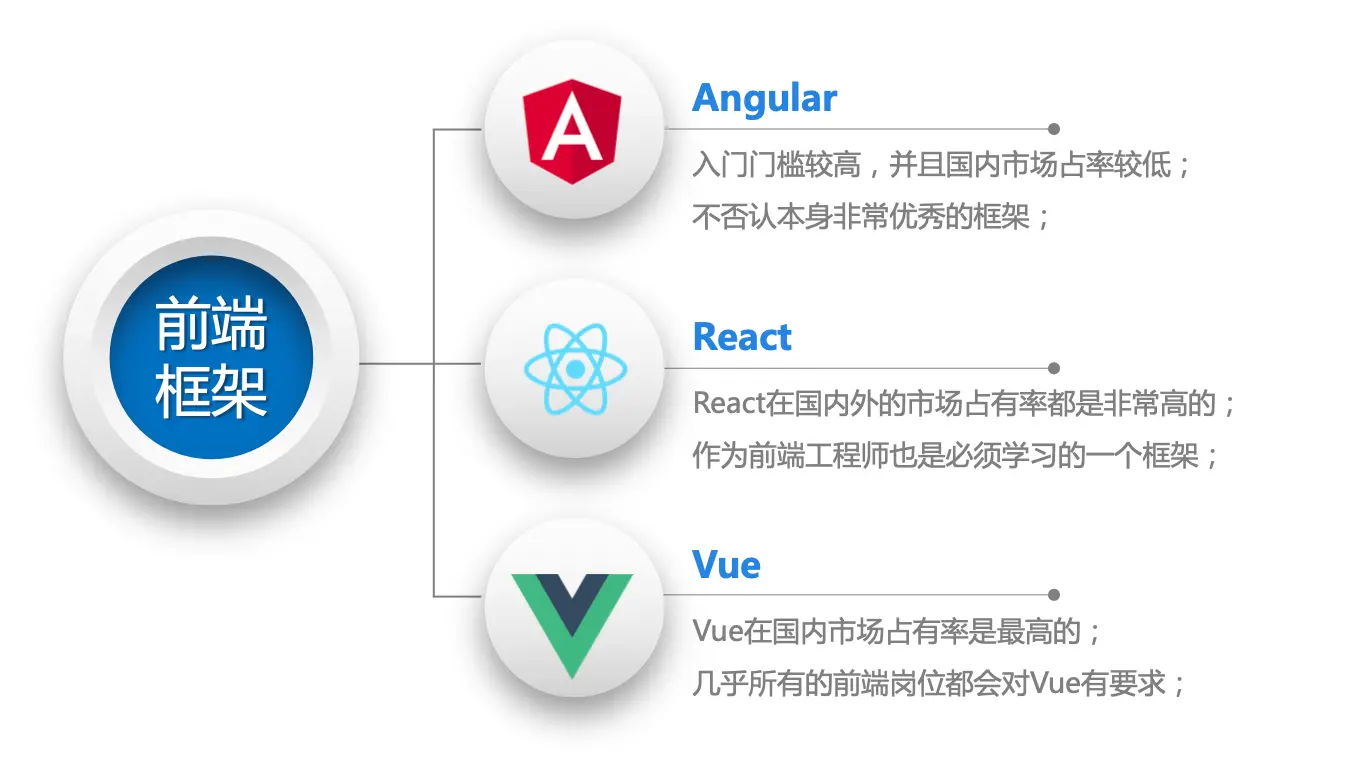 前端
框架
Angular
入门门槛较高，并且国内市场占率较低；
不否认本身非常优秀的框架；
React
React在国内外的市场占有率都是非常高的；
作为前端工程师也是必须学习的一个框架；
Vue
Vue在国内市场占有率是最高的；
几乎所有的前端岗位都会对Vue有要求；